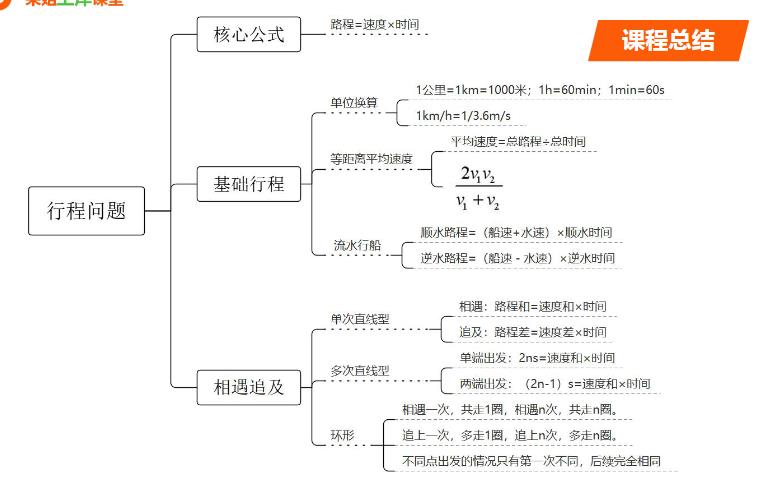 课程总结
行程问题
核心公式
路程=速度×时间
基础行程
单位换算
1公里=1km=1000米；1h=60min；1min=60s
1km/h=1/3.6m/s
等距离平均速度
平均速度=总路程÷总时间
2v₁v₂
v₁+v₂
流水行船
顺水路程=（船速+水速）×顺水时间
逆水路程=（船速 - 水速）×逆水时间
相遇追及
单次直线型
相遇：路程和=速度和×时间
追及：路程差=速度差×时间
多次直线型
单端出发：2ns=速度和×时间
两端出发：（2n-1）s=速度和×时间
环形
相遇一次，共走1圈，相遇n次，共走n圈。
追上一次，多走1圈，追上n次，多走n圈。
不同点出发的情况只有第一次不同，后续完全相同